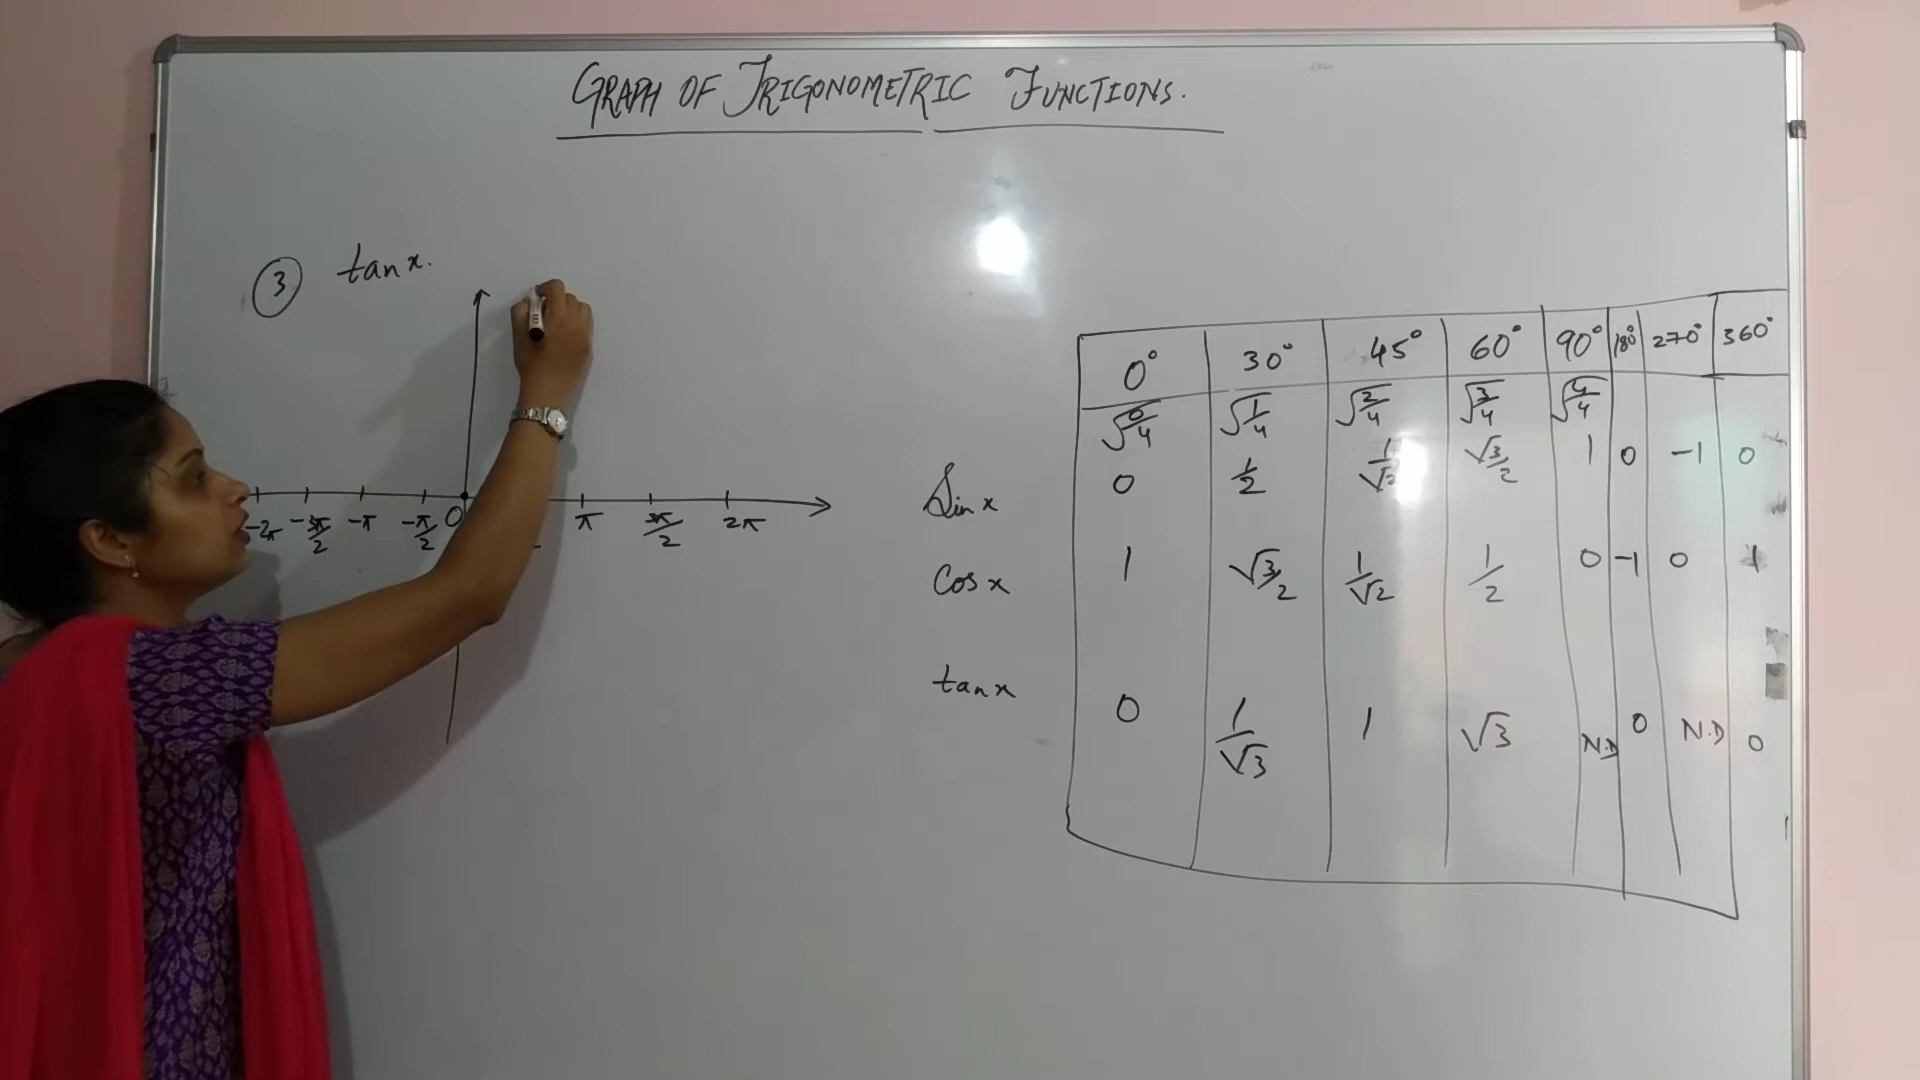 GRAPH OF TRIGONOMETRIC FUNCTIONS.
③ tan x.
-2π -3π/2 -π -π/2 0 π 3π/2 2π
0° 30° 45° 60° 90° 180° 270° 360°
√0/4 √1/4 √2/4 √3/4 √4/4
Sin x 0 1/2 1/√2 √3/2 1 0 -1 0
Cos x 1 √3/2 1/√2 1/2 0 -1 0 1
tan x 0 1/√3 1 √3 N.D 0 N.D 0